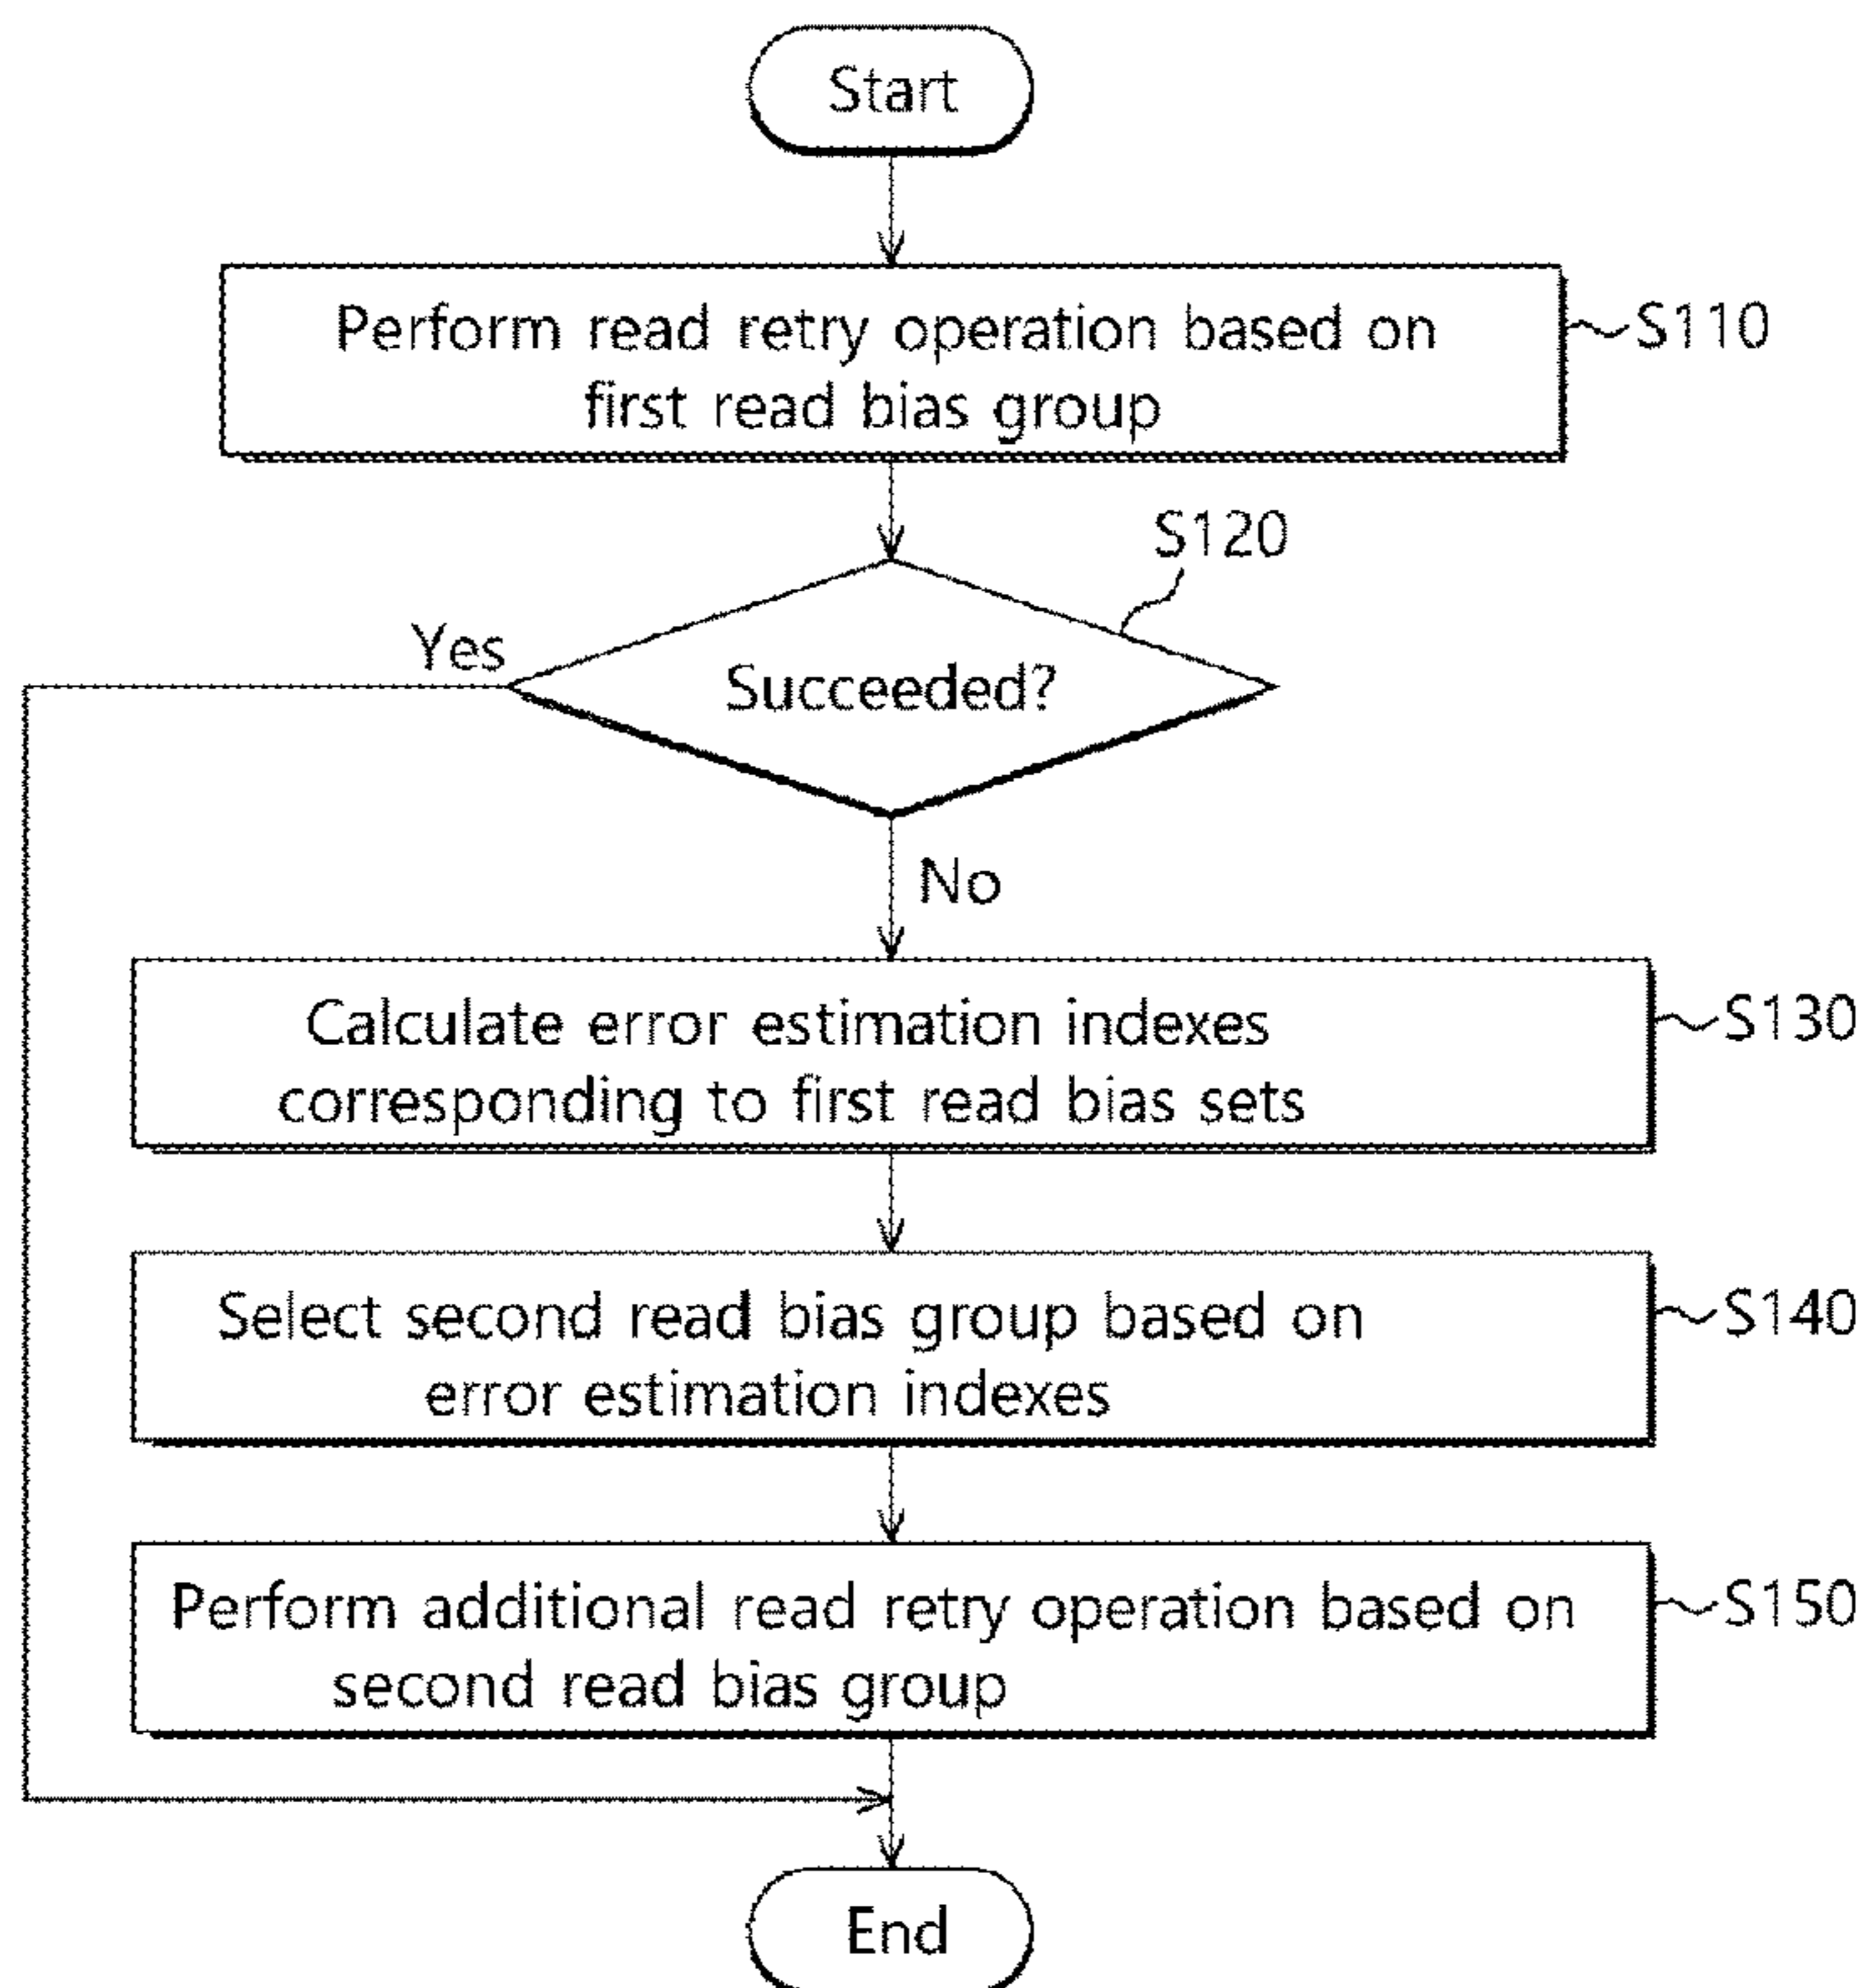 Start
Perform read retry operation based on
first read bias group
S110
S120
Succeeded?
Yes
No
Calculate error estimation indexes
corresponding to first read bias sets
S130
Select second read bias group based on
error estimation indexes
S140
Perform additional read retry operation based on
second read bias group
S150
End